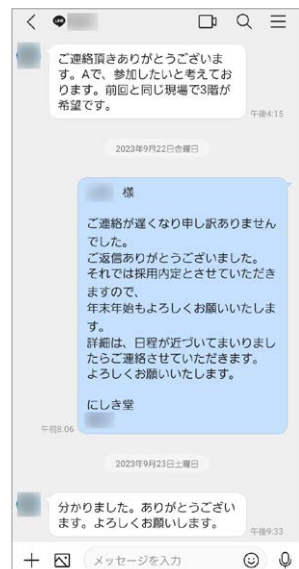 LINE
ご連絡頂きありがとうございま
す。Aで、参加したいと考えてお
ります。前回と同じ現場で3階が
希望です。
午後4:15
2023年9月22日金曜日
様
ご連絡が遅くなり申し訳ありません
でした。
ご返信ありがとうございました。
それでは採用内定とさせていただき
ますので、
年末年始もよろしくお願いいたしま
す。
詳細は、日程が近づいてまいりまし
たらご連絡させていただきます。
よろしくお願いいたします。
にしき堂
午前8:06
2023年9月23日土曜日
分かりました。ありがとうござい
ます。よろしくお願いします。
午後9:33
メッセージを入力